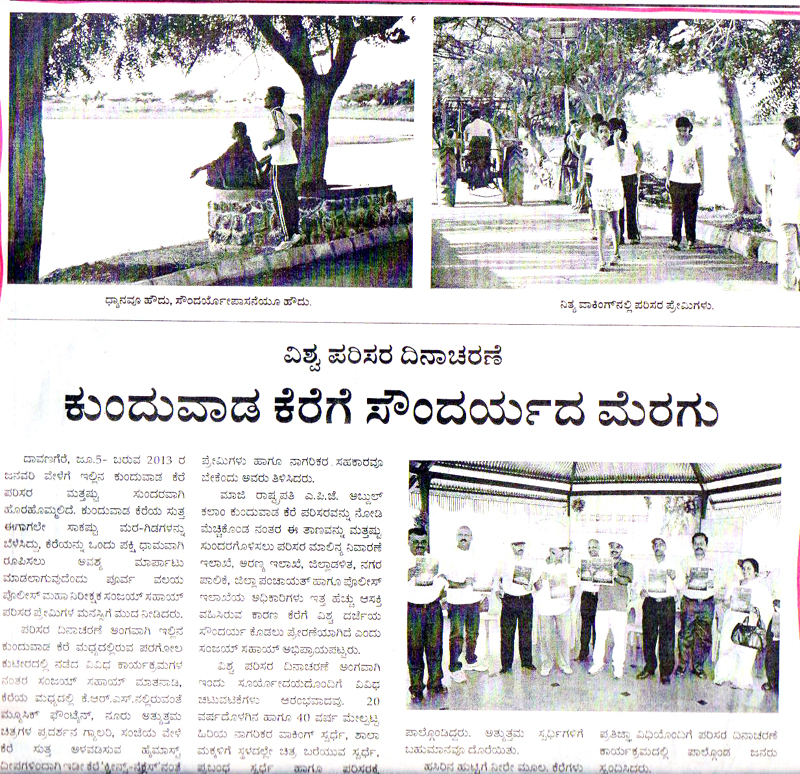 ಧ್ಯಾನವೂ ಹೌದು, ಸೌಂದರ್ಯೋಪಾಸನೆಯೂ ಹೌದು.
ನಿತ್ಯ ವಾಕಿಂಗ್‌ನಲ್ಲಿ ಪರಿಸರ ಪ್ರೇಮಿಗಳು.
ವಿಶ್ವ ಪರಿಸರ ದಿನಾಚರಣೆ
ಕುಂದುವಾಡ ಕೆರೆಗೆ ಸೌಂದರ್ಯದ ಮೆರಗು
ದಾವಣಗೆರೆ, ಜೂ.5- ಬರುವ 2013 ರ
ಜನವರಿ ವೇಳೆಗೆ ಇಲ್ಲಿನ ಕುಂದುವಾಡ ಕೆರೆ
ಪರಿಸರ ಮತ್ತಷ್ಟು ಸುಂದರವಾಗಿ
ಹೊರಹೊಮ್ಮಲಿದೆ. ಕುಂದುವಾಡ ಕೆರೆಯ ಸುತ್ತ
ಈಗಾಗಲೇ ಸಾಕಷ್ಟು ಮರ-ಗಿಡಗಳನ್ನು
ಬೆಳೆಸಿದ್ದು, ಕೆರೆಯನ್ನು ಒಂದು ಪಕ್ಷಿ ಧಾಮವಾಗಿ
ರೂಪಿಸಲು ಅವಶ್ಯ ಮಾರ್ಪಾಟು
ಮಾಡಲಾಗುವುದೆಂದು ಪೂರ್ವ ವಲಯ
ಪೊಲೀಸ್ ಮಹಾ ನಿರೀಕ್ಷಕ ಸಂಜಯ್ ಸಹಾಯ್
ಪರಿಸರ ಪ್ರೇಮಿಗಳ ಮನಸ್ಸಿಗೆ ಮುದ ನೀಡಿದರು.
ಪರಿಸರ ದಿನಾಚರಣೆ ಅಂಗವಾಗಿ ಇಲ್ಲಿನ
ಕುಂದುವಾಡ ಕೆರೆ ಮಧ್ಯದಲ್ಲಿರುವ ಪರಗೋಲ
ಕುಟೀರದಲ್ಲಿ ನಡೆದ ವಿವಿಧ ಕಾರ್ಯಕ್ರಮಗಳ
ನಂತರ ಸಂಜಯ್ ಸಹಾಯ್ ಮಾತನಾಡಿ,
ಕೆರೆಯ ಮಧ್ಯದಲ್ಲಿ ಕೆ.ಆರ್.ಎಸ್.ನಲ್ಲಿರುವಂತೆ
ಮ್ಯೂಸಿಕ್ ಫೌಂಟೈನ್, ನೂರು ಅತ್ಯುತ್ತಮ
ಚಿತ್ರಗಳ ಪ್ರದರ್ಶನ ಗ್ಯಾಲರಿ, ಸಂಜೆಯ ವೇಳೆ
ಕೆರೆ ಸುತ್ತ ಅಳವಡಿಸುವ ಹೈಮಾಸ್ಟ್
ದೀಪಗಳಿಂದಾಗಿ ಇಡೀ ಕೆರೆ
ಪ್ರೇಮಿಗಳು ಹಾಗೂ ನಾಗರಿಕರ ಸಹಕಾರವೂ
ಬೇಕೆಂದು ಅವರು ತಿಳಿಸಿದರು.
ಮಾಜಿ ರಾಷ್ಟ್ರಪತಿ ಎ.ಪಿ.ಜೆ. ಅಬ್ದುಲ್
ಕಲಾಂ ಕುಂದುವಾಡ ಕೆರೆ ಪರಿಸರವನ್ನು ನೋಡಿ
ಮೆಚ್ಚಿಕೊಂಡ ನಂತರ ಈ ತಾಣವನ್ನು ಮತ್ತಷ್ಟು
ಸುಂದರಗೊಳಿಸಲು ಪರಿಸರ ಮಾಲಿನ್ಯ ನಿವಾರಣೆ
ಇಲಾಖೆ, ಅರಣ್ಯ ಇಲಾಖೆ, ಜಿಲ್ಲಾಡಳಿತ, ನಗರ
ಪಾಲಿಕೆ, ಜಿಲ್ಲಾ ಪಂಚಾಯತ್ ಹಾಗೂ ಪೊಲೀಸ್
ಇಲಾಖೆಯ ಅಧಿಕಾರಿಗಳು ಇತ್ತ ಹೆಚ್ಚು ಆಸಕ್ತಿ
ವಹಿಸಿರುವ ಕಾರಣ ಕೆರೆಗೆ ವಿಶ್ವ ದರ್ಜೆಯ
ಸೌಂದರ್ಯ ಕೊಡಲು ಪ್ರೇರಣೆಯಾಗಿದೆ ಎಂದು
ಸಂಜಯ್ ಸಹಾಯ್ ಅಭಿಪ್ರಾಯಪಟ್ಟರು.
ವಿಶ್ವ ಪರಿಸರ ದಿನಾಚರಣೆ ಅಂಗವಾಗಿ
ಇಂದು ಸೂರ್ಯೋದಯದೊಂದಿಗೆ ವಿವಿಧ
ಚಟುವಟಿಕೆಗಳು ಆರಂಭವಾದವು. 20
ವರ್ಷದೊಳಗಿನ ಹಾಗೂ 40 ವರ್ಷ ಮೇಲ್ಪಟ್ಟ
ಹಿರಿಯ ನಾಗರಿಕರ ವಾಕಿಂಗ್ ಸ್ಪರ್ಧೆ, ಶಾಲಾ
ಮಕ್ಕಳಿಗೆ ಸ್ಥಳದಲ್ಲೇ ಚಿತ್ರ ಬರೆಯುವ ಸ್ಪರ್ಧೆ,
ಪ್ರಬಂಧ ಸ್ಪರ್ಧೆ ಹಾಗೂ ಪರಿಸರಕ್ಕೆ
ಪಾಲ್ಗೊಂಡಿದ್ದರು. ಅತ್ಯುತ್ತಮ ಸ್ಪರ್ಧಿಗಳಿಗೆ
ಬಹುಮಾನವೂ ದೊರೆಯಿತು.
ಹಸಿರಿನ ಹುಟ್ಟಿಗೆ ನೀರೇ ಮೂಲ. ಕೆರೆಗಳು
ಪ್ರತಿಜ್ಞಾ ವಿಧಿಯೊಂದಿಗೆ ಪರಿಸರ ದಿನಾಚರಣೆ
ಕಾರ್ಯಕ್ರಮದಲ್ಲಿ ಪಾಲ್ಗೊಂಡ ಜನರು
ಸ್ಪಂದಿಸಿದರು.